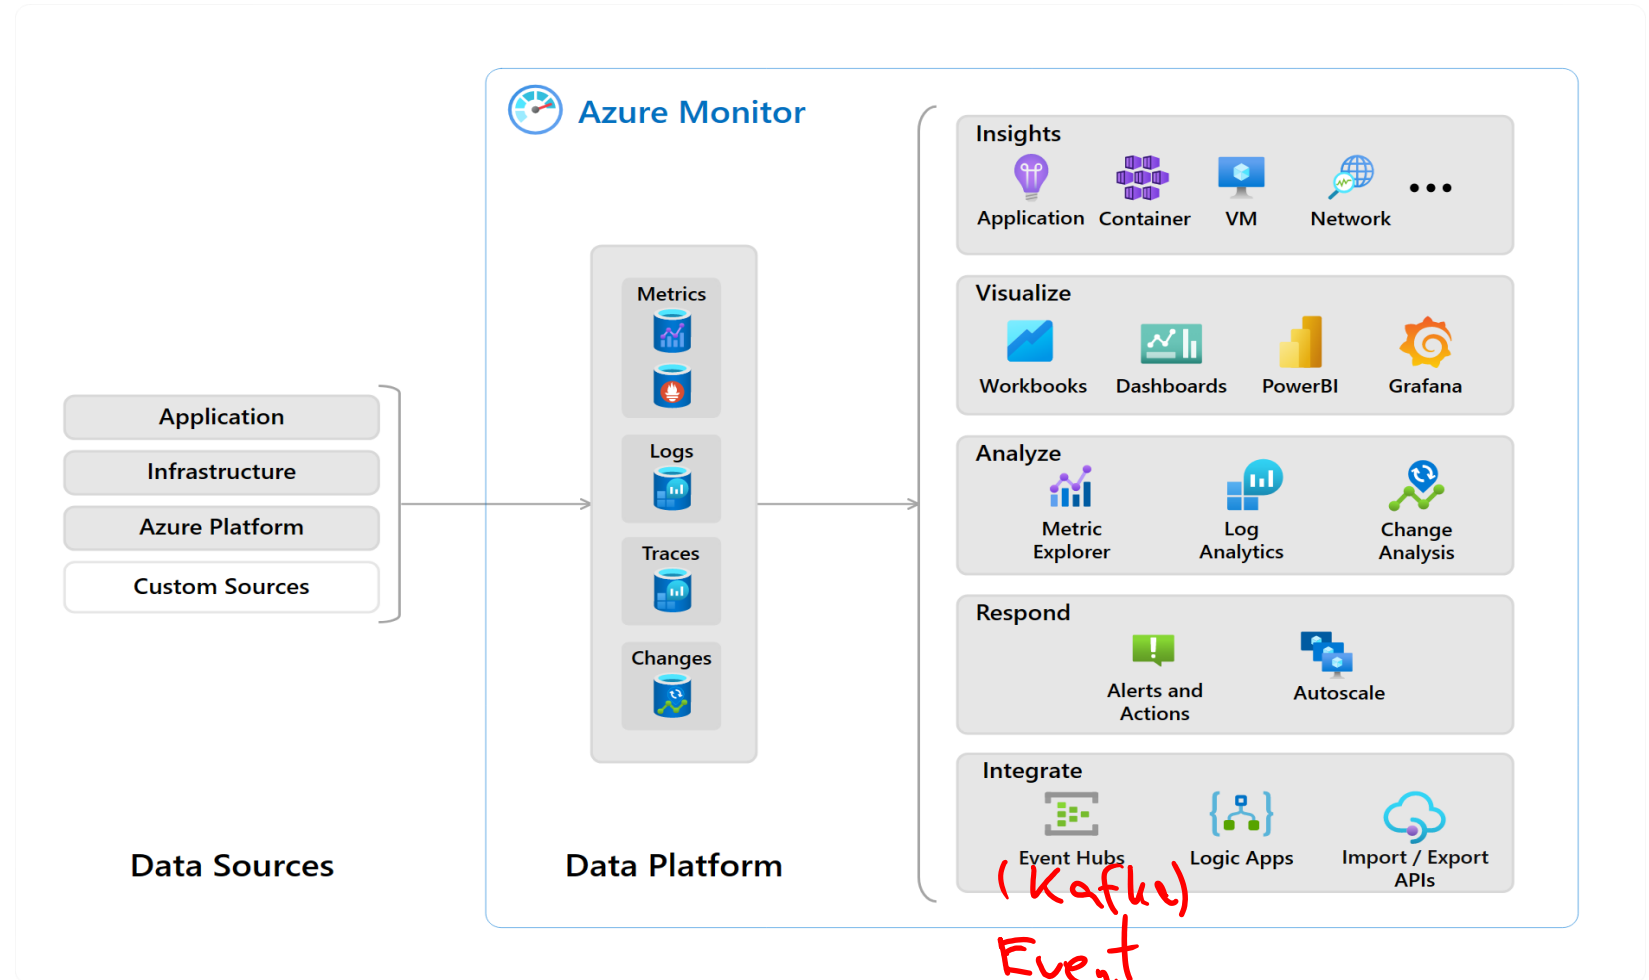 Azure Monitor
Insights
Application Container VM Network
Visualize
Workbooks Dashboards PowerBI Grafana
Analyze
Metric Explorer
Log Analytics
Change Analysis
Respond
Alerts and Actions
Autoscale
Integrate
Event Hubs
Logic Apps
Import / Export APIs
(Kafka)
Event
Metrics
Logs
Traces
Changes
Application
Infrastructure
Azure Platform
Custom Sources
Data Sources
Data Platform